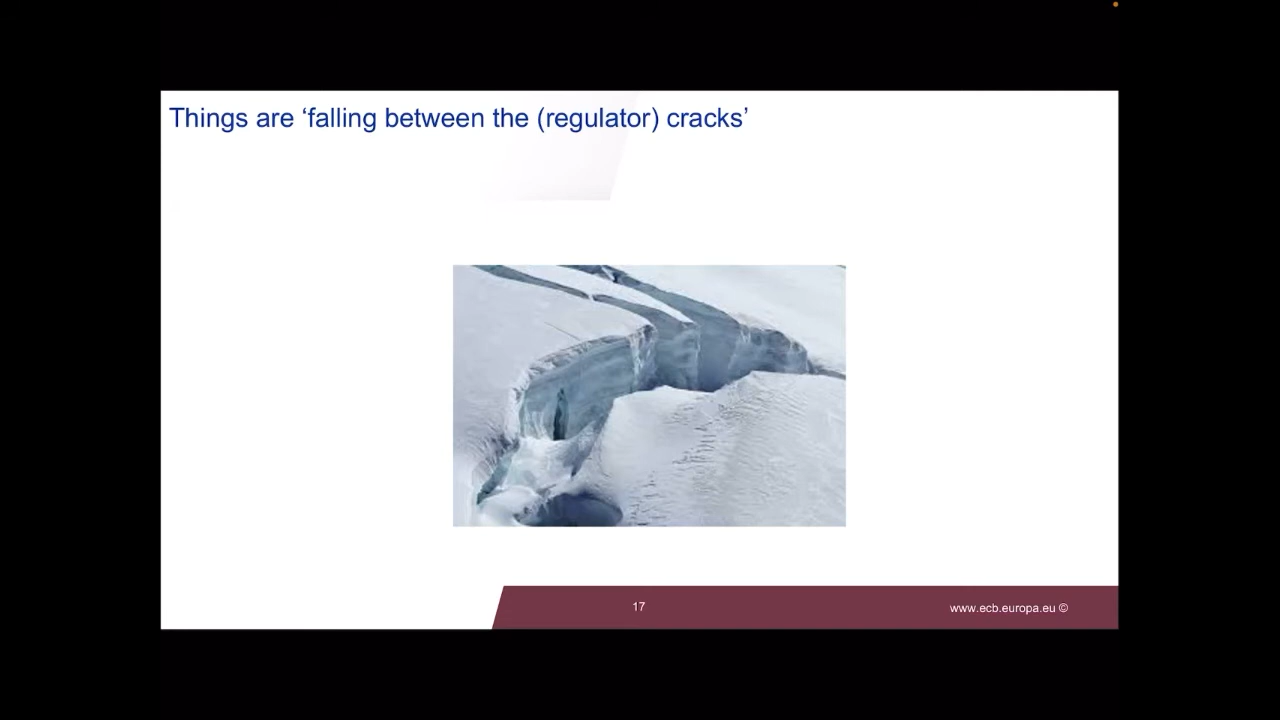 Things are ‘falling between the (regulator) cracks’
17
www.ecb.europa.eu ©